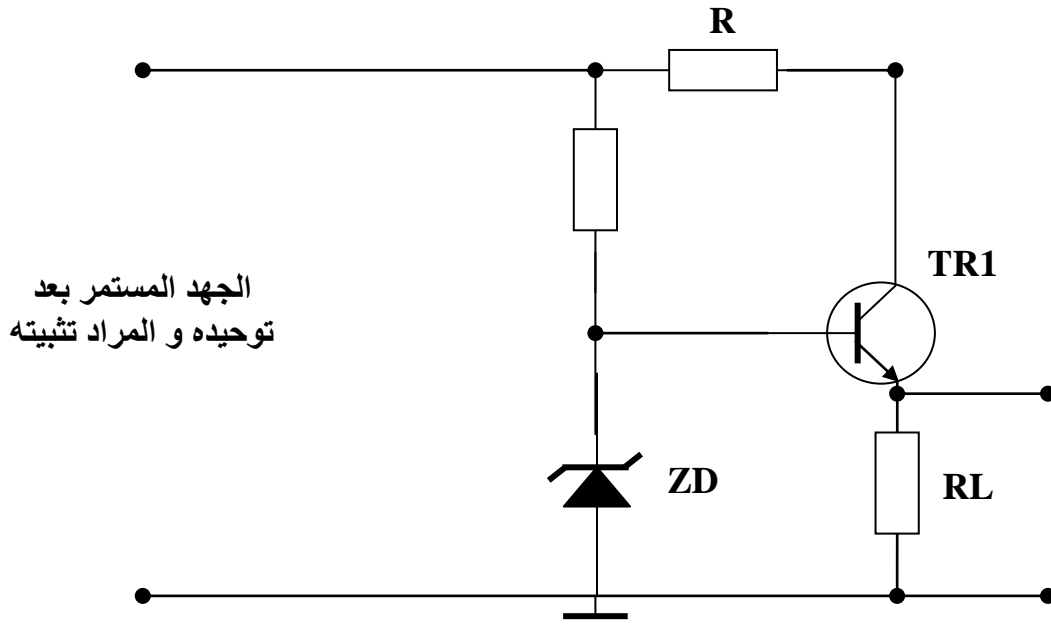 R
TR1
الجهد المستمر بعد
توحيده و المراد تثبيته
ZD
RL